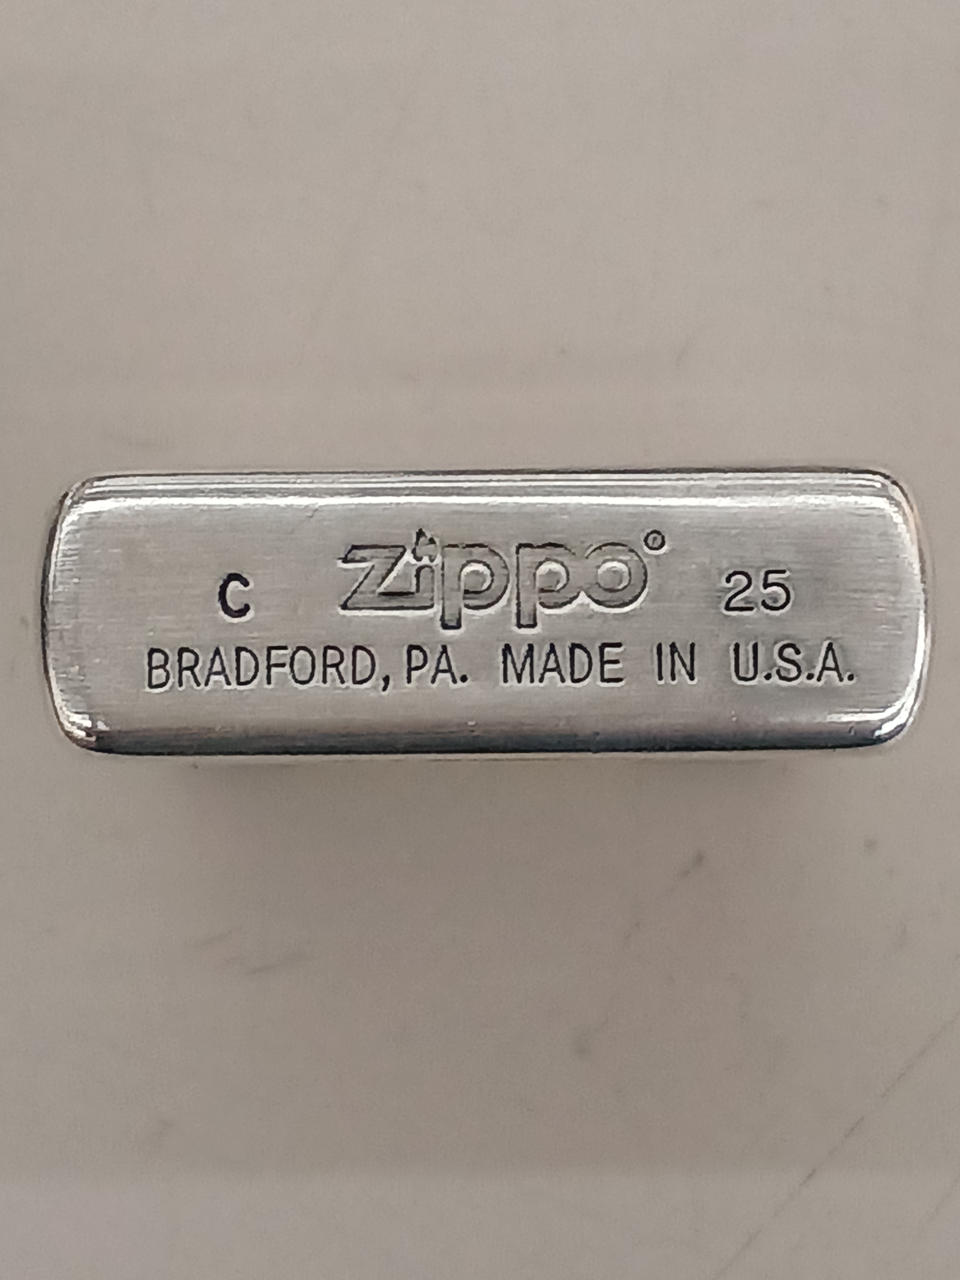 C Zippo® 25
BRADFORD, PA. MADE IN U.S.A.